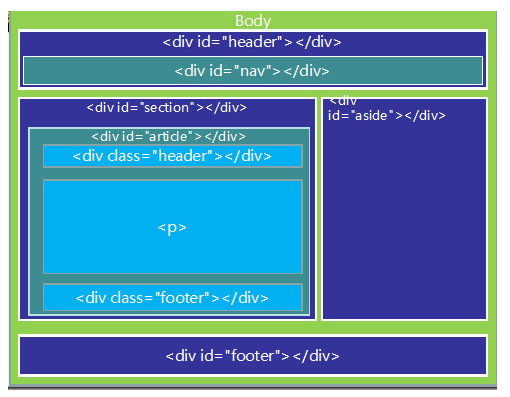 Body
<div id="header"></div>
<div id="nav"></div>
<div id="section"></div>
<div
id="aside"></div>
<div id="article"></div>
<div class="header"></div>
<p>
<div class="footer"></div>
<div id="footer"></div>